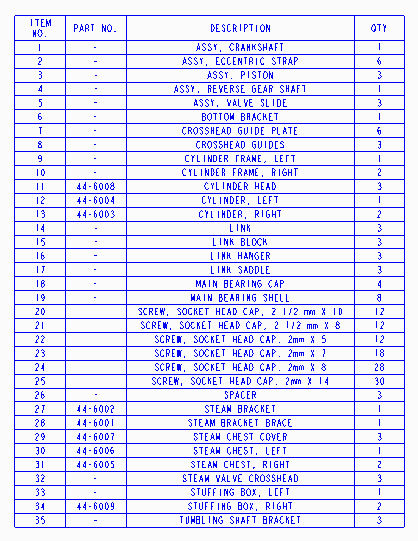 ITEM NO. PART NO. DESCRIPTION QTY
1 - ASSY, CRANKSHAFT 1
2 - ASSY, ECCENTRIC STRAP 6
3 - ASSY. PISTON 3
4 - ASSY, REVERSE GEAR SHAFT 1
5 - ASSY, VALVE SLIDE 3
6 - BOTTOM BRACKET 1
7 - CROSSHEAD GUIDE PLATE 6
8 - CROSSHEAD GUIDES 3
9 - CYLINDER FRAME, LEFT 1
10 - CYLINDER FRAME, RIGHT 2
11 44-6008 CYLINDER HEAD 3
12 44-6004 CYLINDER, LEFT 1
13 44-6003 CYLINDER, RIGHT 2
14 - LINK 3
15 - LINK BLOCK 3
16 - LINK HANGER 3
17 - LINK SADDLE 3
18 - MAIN BEARING CAP 4
19 - MAIN BEARING SHELL 8
20 SCREW, SOCKET HEAD CAP, 2 1/2 mm X 10 12
21 SCREW, SOCKET HEAD CAP, 2 1/2 mm X 8 12
22 SCREW, SOCKET HEAD CAP. 2mm X 5 12
23 SCREW, SOCKET HEAD CAP. 2mm X 7 18
24 SCREW, SOCKET HEAD CAP. 2mm X 8 28
25 SCREW, SOCKET HEAD CAP. 2mm X 14 30
26 - SPACER 3
27 44-6002 STEAM BRACKET 1
28 44-6001 STEAM BRACKET BRACE 1
29 44-6007 STEAM CHEST COVER 3
30 44-6006 STEAM CHEST, LEFT 1
31 44-6005 STEAM CHEST, RIGHT 2
32 - STEAM VALVE CROSSHEAD 3
33 - STUFFING BOX, LEFT 1
34 44-6009 STUFFING BOX, RIGHT 2
35 - TUMBLING SHAFT BRACKET 3